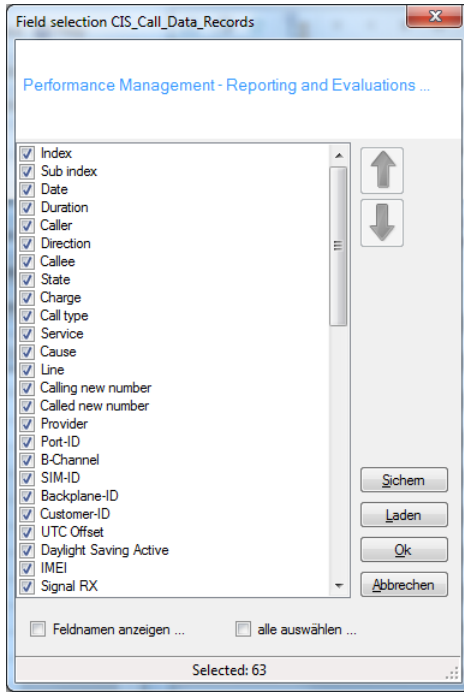 Field selection CIS_Call_Data_Records
x
Performance Management - Reporting and Evaluations ...
Index
Sub index
Date
Duration
Caller
Direction
Callee
State
Charge
Call type
Service
Cause
Line
Calling new number
Called new number
Provider
Port-ID
B-Channel
SIM-ID
Backplane-ID
Customer-ID
UTC Offset
Daylight Saving Active
IMEI
Signal RX
Sichern
Laden
Ok
Abbrechen
Feldnamen anzeigen ...
alle auswählen ...
Selected: 63